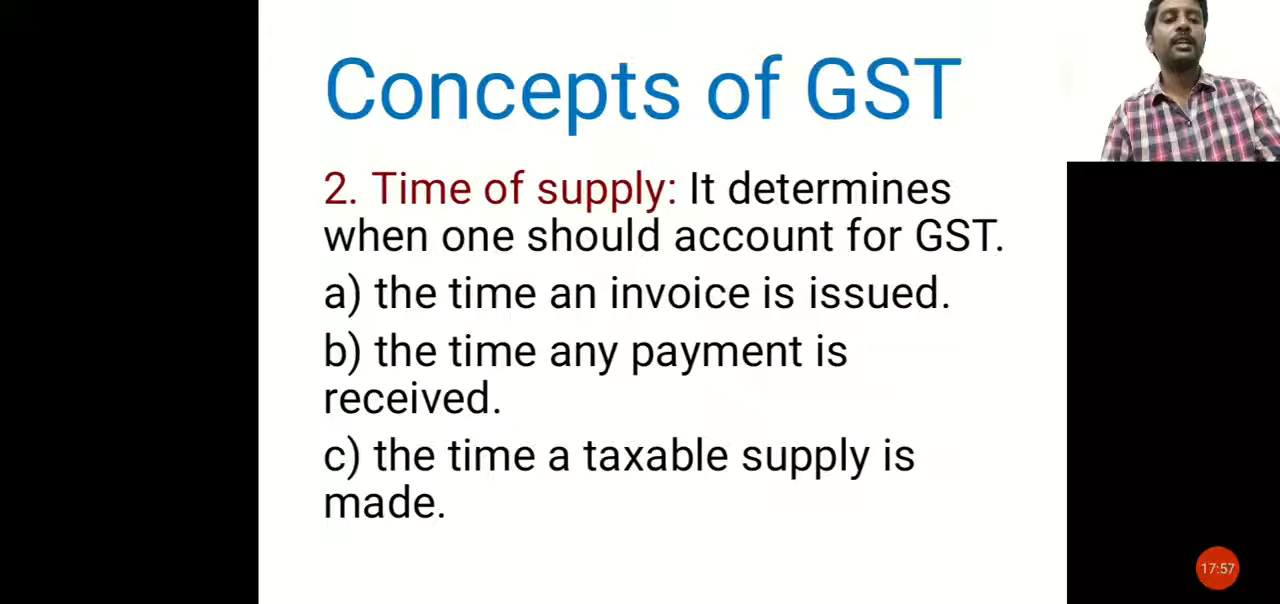 Concepts of GST
2. Time of supply: It determines
when one should account for GST.
a) the time an invoice is issued.
b) the time any payment is
received.
c) the time a taxable supply is
made.
17:57